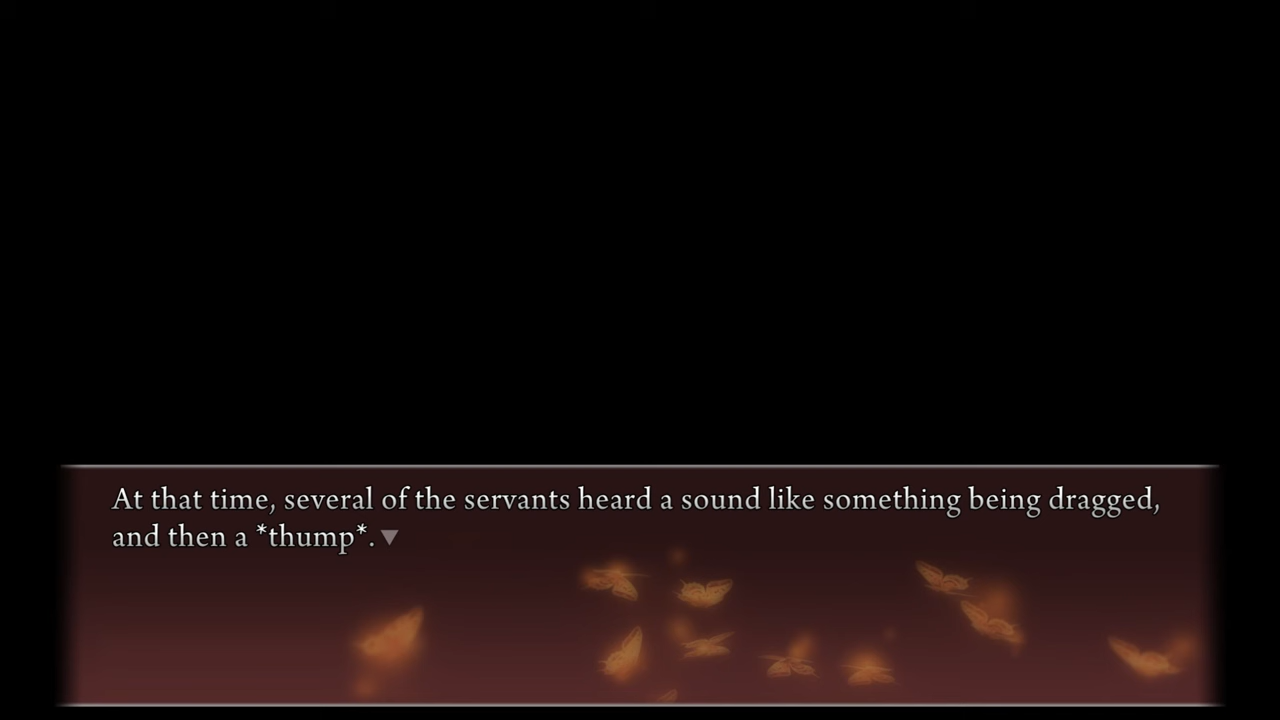 At that time, several of the servants heard a sound like something being dragged,
and then a *thump*.